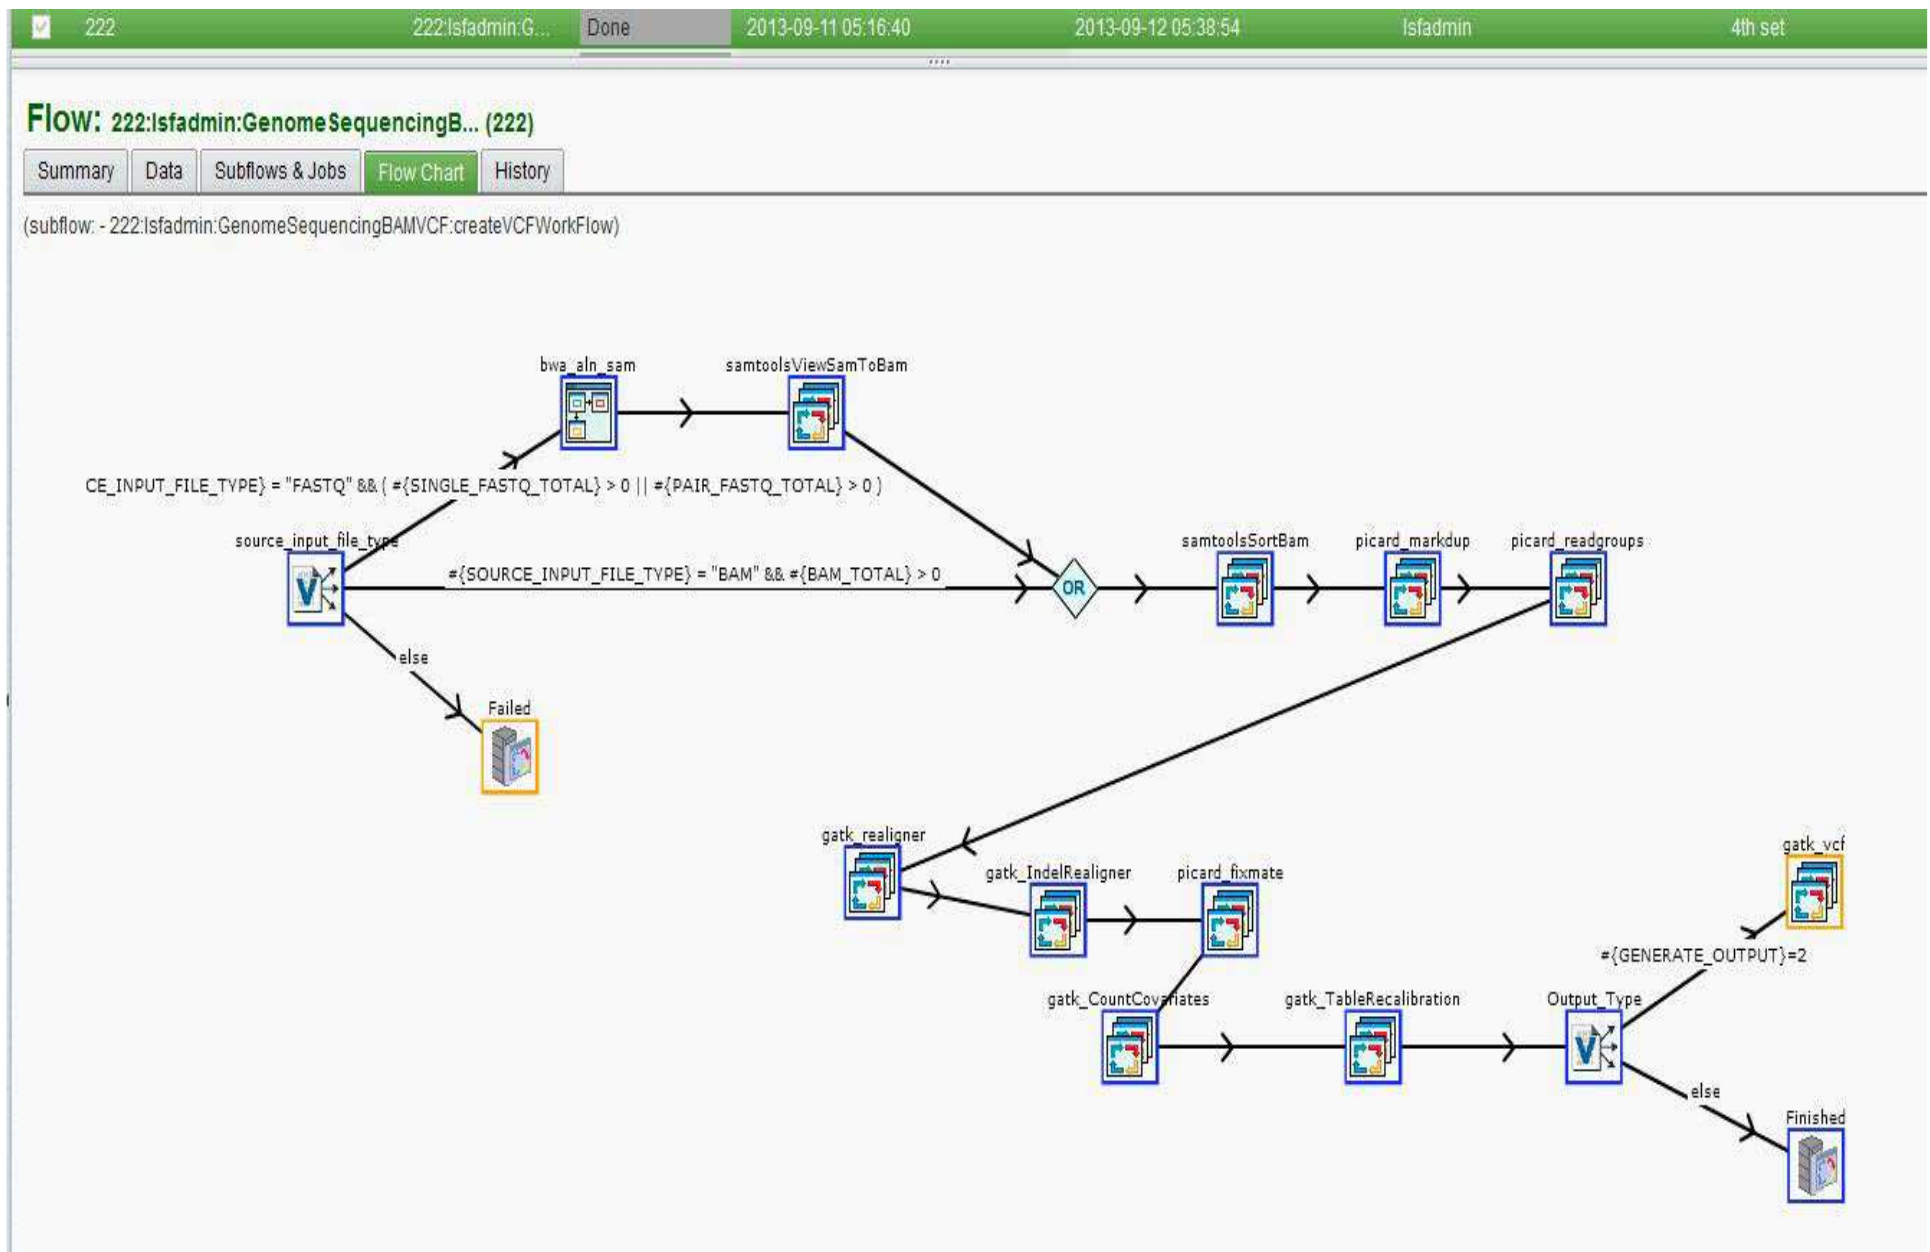 222 222:lsfadmin:G... Done 2013-09-11 05:16:40 2013-09-12 05:38:54 lsfadmin 4th set
Flow: 222:lsfadmin:GenomeSequencingB... (222)
Summary Data Subflows & Jobs Flow Chart History
(subflow: - 222:lsfadmin:GenomeSequencingBAMVCF:createVCFWorkFlow)
bwa_aln_sam samtoolsViewSamToBam
CE_INPUT_FILE_TYPE} = "FASTQ" && ( #{SINGLE_FASTQ_TOTAL} > 0 || #{PAIR_FASTQ_TOTAL} > 0 )
source_input_file_type samtoolsSortBam picard_markdup picard_readgroups
#{SOURCE_INPUT_FILE_TYPE} = "BAM" && #{BAM_TOTAL} > 0
OR
else
Failed
gatk_realigner gatk_vcf
gatk_IndelRealigner picard_fixmate
#{GENERATE_OUTPUT}=2
gatk_CountCovariates gatk_TableRecalibration Output_Type
else
Finished